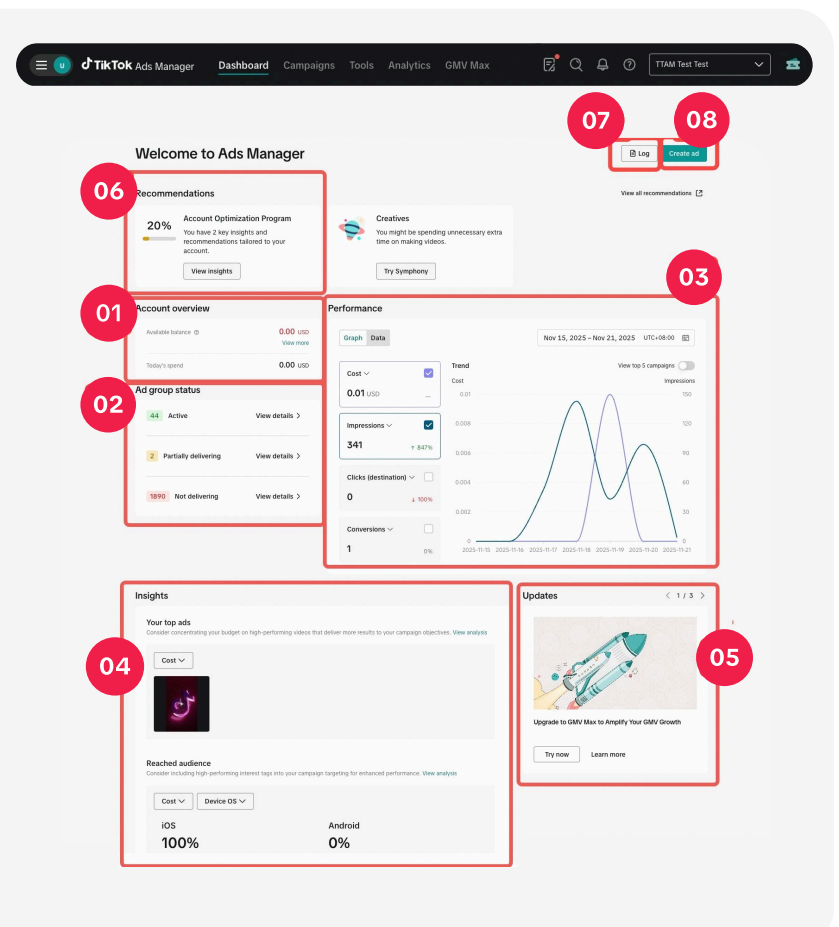 U
TikTok Ads Manager
Dashboard
Campaigns
Tools
Analytics
GMV Max
TTAM Test Test
07
08
Welcome to Ads Manager
Log
Create ad
06
Recommendations
View all recommendations
20%
Account Optimization Program
You have 2 key insights and
recommendations tailored to your
account.
View insights
Creatives
You might be spending unnecessary extra
time on making videos.
Try Symphony
03
01
Account overview
Available balance
0.00 USD
View more
Today's spend
0.00 USD
02
Ad group status
44 Active
View details
2 Partially delivering
View details
1890 Not delivering
View details
Performance
Graph
Data
Nov 15, 2025 – Nov 21, 2025 UTC+08:00
Cost
0.01 USD
Impressions
341
↑ 847%
Clicks (destination)
0
↓ 100%
Conversions
1
0%
Trend
View top 5 campaigns
Cost
Impressions
0.01
0.008
0.006
0.004
0.002
0
150
120
90
60
30
0
2025-11-15 2025-11-16 2025-11-17 2025-11-18 2025-11-19 2025-11-20 2025-11-21
Insights
04
Your top ads
Consider concentrating your budget on high-performing videos that deliver more results to your campaign objectives. View analysis
Cost
Reached audience
Consider including high-performing interest tags into your campaign targeting for enhanced performance. View analysis
Cost
Device OS
iOS
100%
Android
0%
Updates
1 / 3
05
Upgrade to GMV Max to Amplify Your GMV Growth
Try now
Learn more